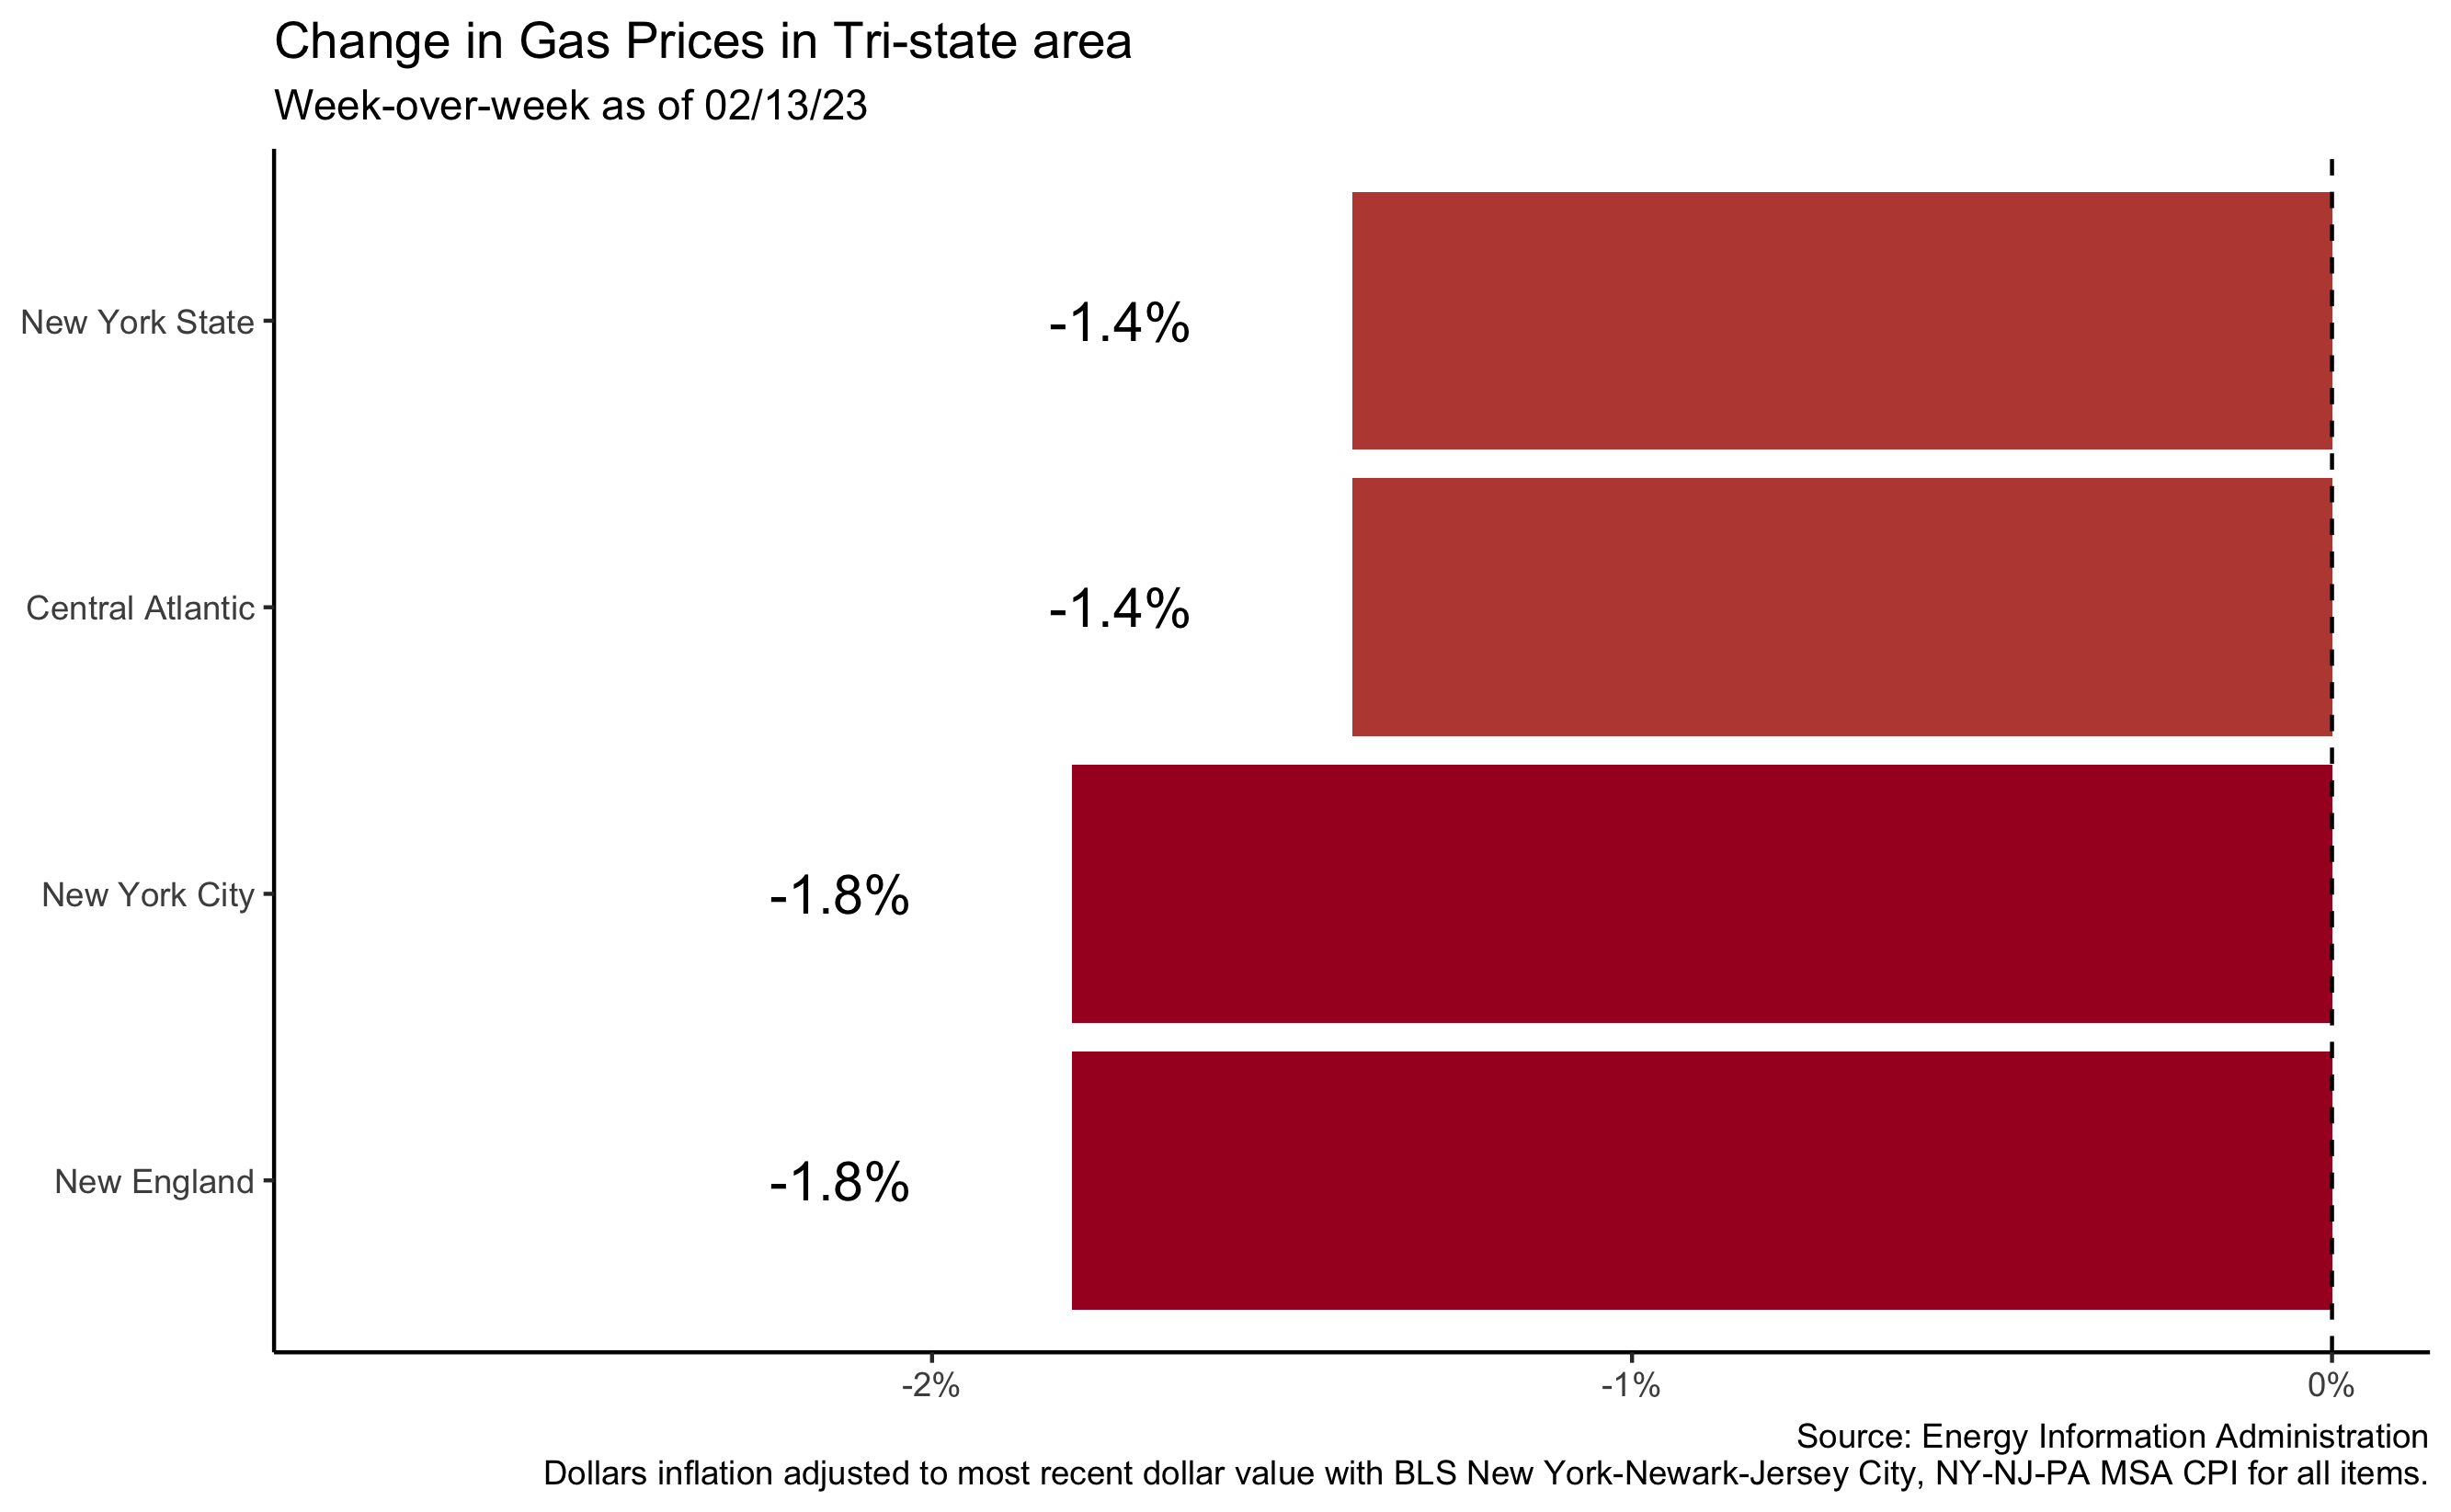 Change in Gas Prices in Tri-state area
Week-over-week as of 02/13/23
New York State
-1.4%
Central Atlantic
-1.4%
New York City
-1.8%
New England
-1.8%
-2%
-1%
0%
Source: Energy Information Administration
Dollars inflation adjusted to most recent dollar value with BLS New York-Newark-Jersey City, NY-NJ-PA MSA CPI for all items.